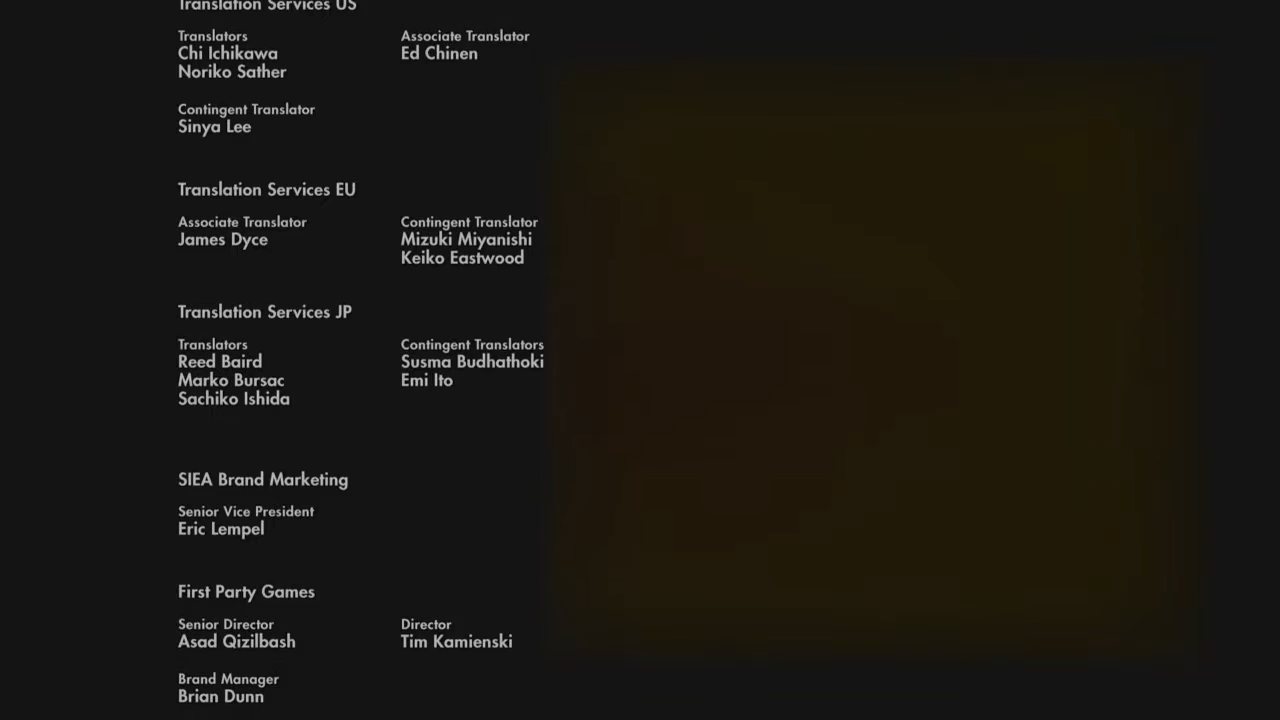 Translation Services US
Translators
Chi Ichikawa
Noriko Sather
Associate Translator
Ed Chinen
Contingent Translator
Sinya Lee
Translation Services EU
Associate Translator
James Dyce
Contingent Translator
Mizuki Miyanishi
Keiko Eastwood
Translation Services JP
Translators
Reed Baird
Marko Bursac
Sachiko Ishida
Contingent Translators
Susma Budhathoki
Emi Ito
SIEA Brand Marketing
Senior Vice President
Eric Lempel
First Party Games
Senior Director
Asad Qizilbash
Director
Tim Kamienski
Brand Manager
Brian Dunn